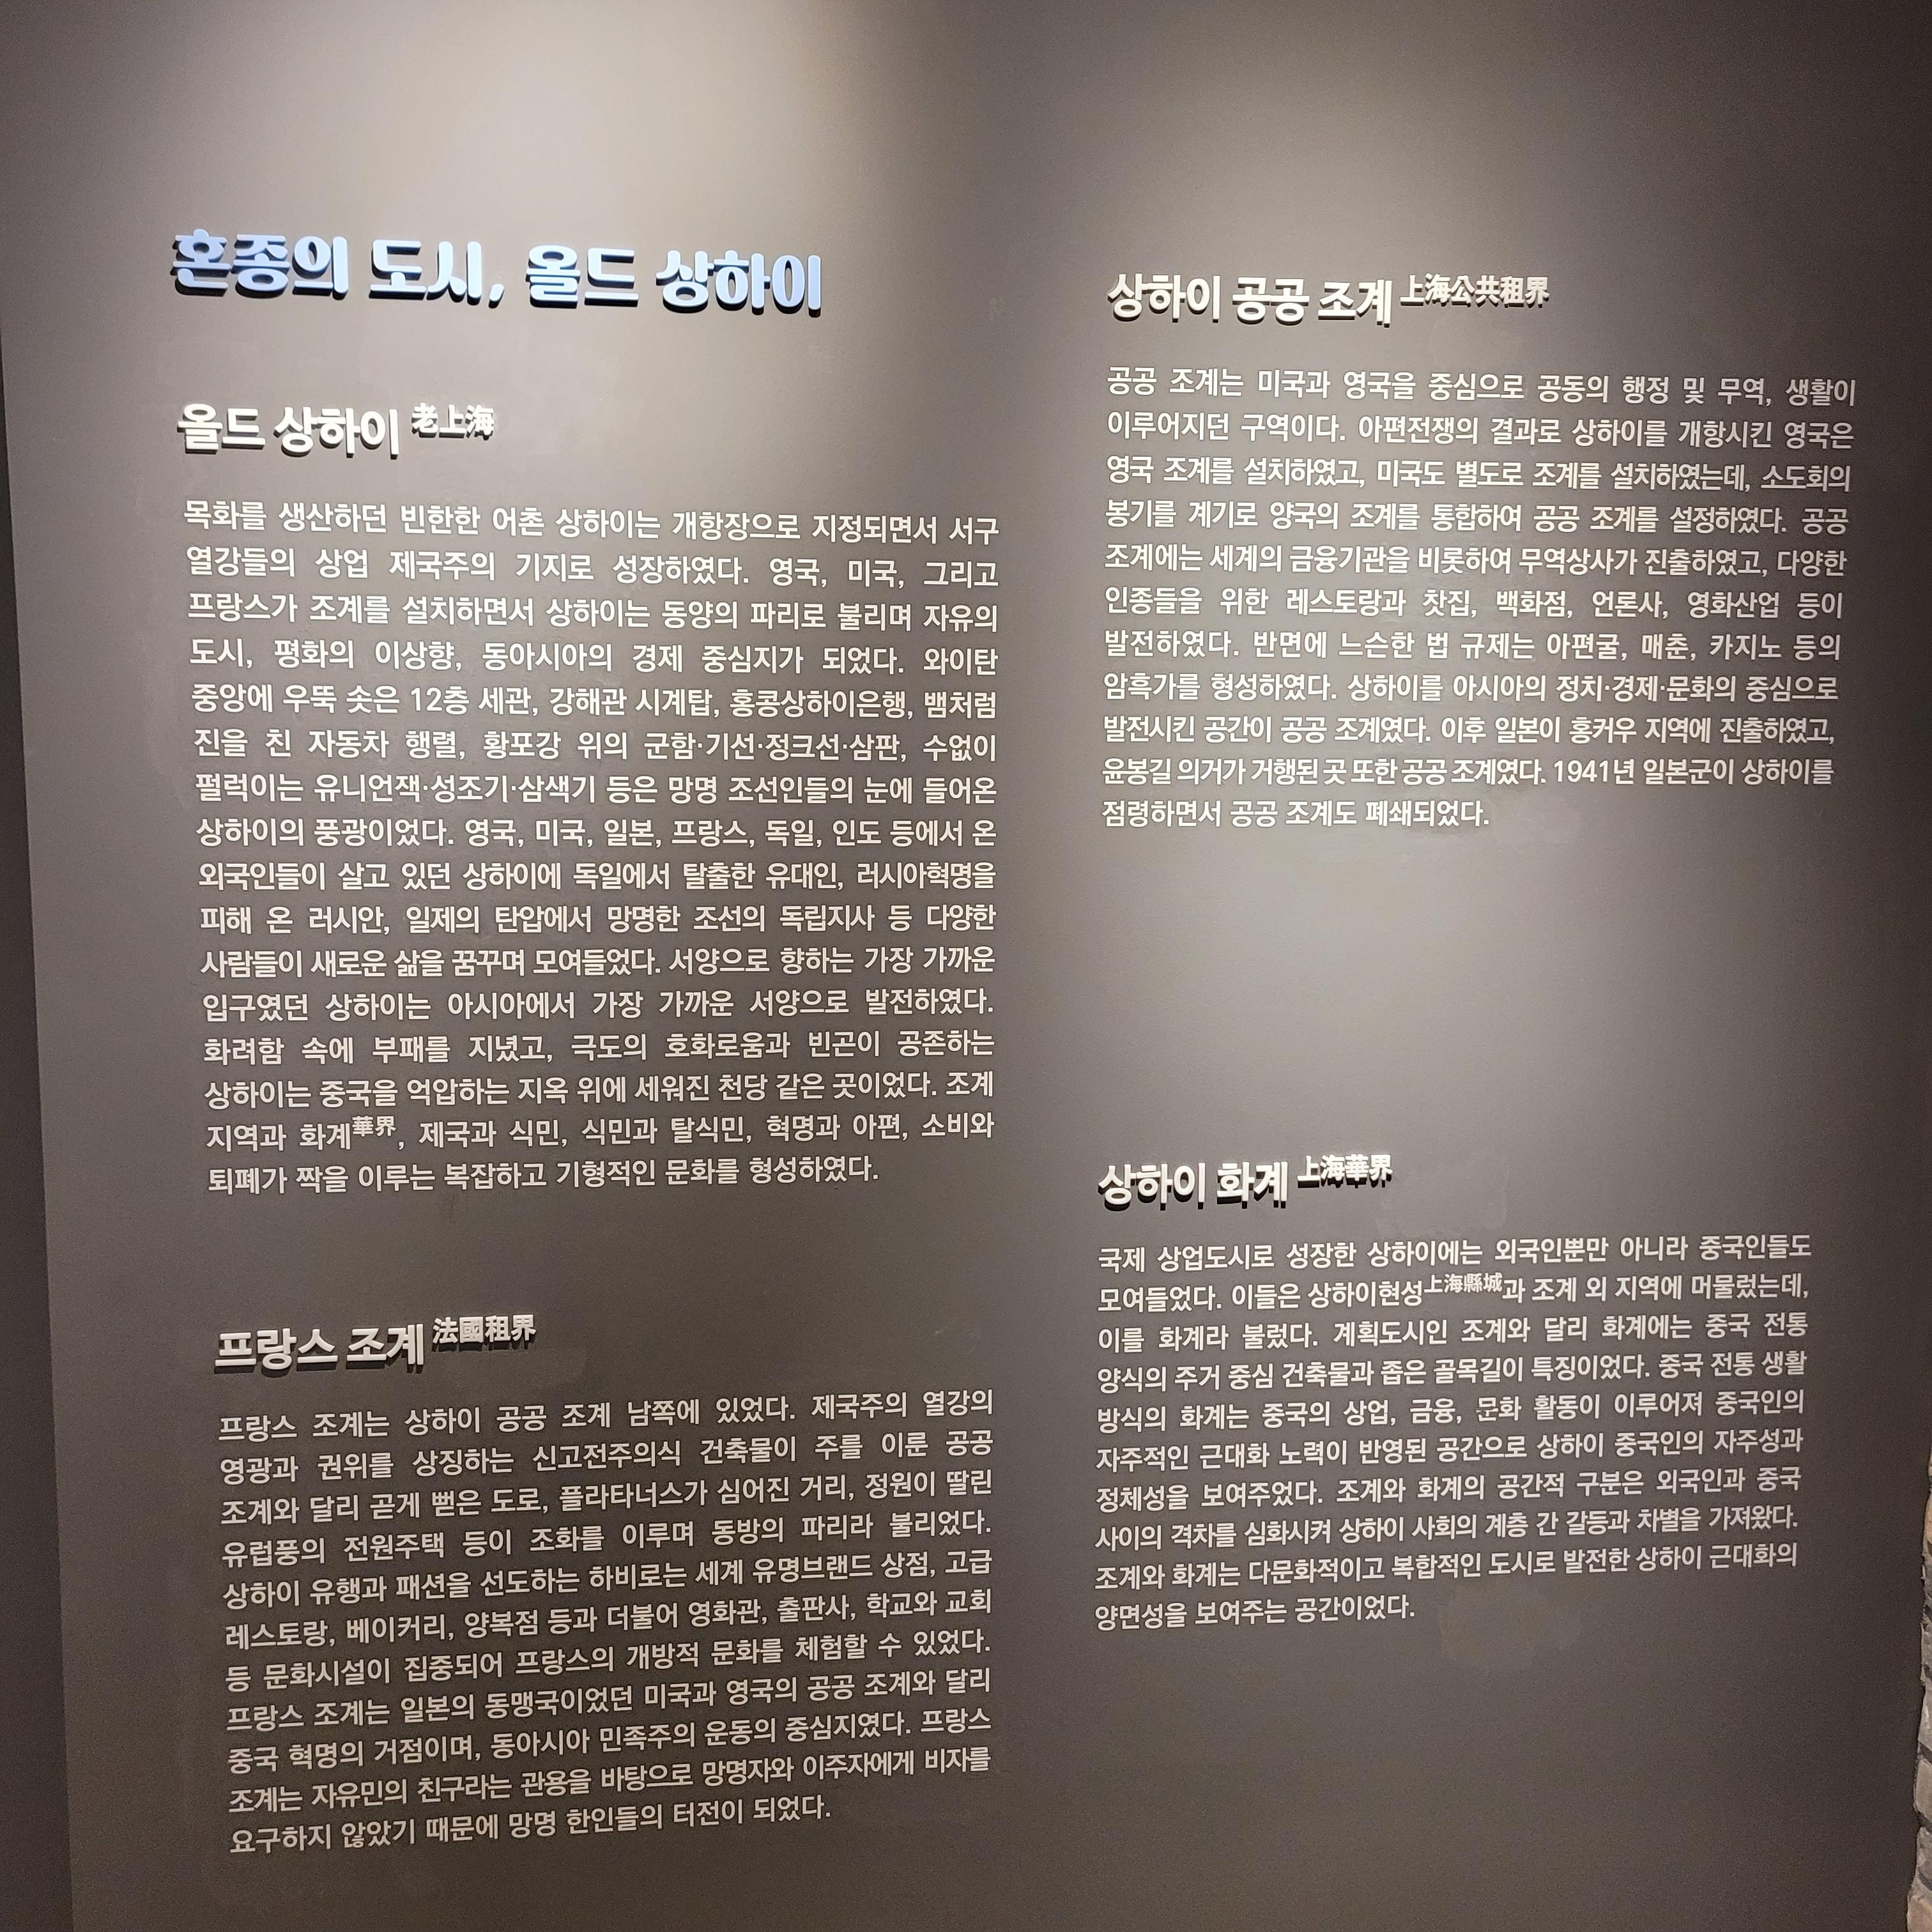 혼종의 도시, 올드 상하이
올드 상하이 老上海
목화를 생산하던 빈한한 어촌 상하이는 개항장으로 지정되면서 서구
열강들의 상업 제국주의 기지로 성장하였다. 영국, 미국, 그리고
프랑스가 조계를 설치하면서 상하이는 동양의 파리로 불리며 자유의
도시, 평화의 이상향, 동아시아의 경제 중심지가 되었다. 와이탄
중앙에 우뚝 솟은 12층 세관, 강해관 시계탑, 홍콩상하이은행, 뱀처럼
진을 친 자동차 행렬, 황포강 위의 군함·기선·정크선·삼판, 수없이
펄럭이는 유니언잭·성조기·삼색기 등은 망명 조선인들의 눈에 들어온
상하이의 풍광이었다. 영국, 미국, 일본, 프랑스, 독일, 인도 등에서 온
외국인들이 살고 있던 상하이에 독일에서 탈출한 유대인, 러시아혁명을
피해 온 러시안, 일제의 탄압에서 망명한 조선의 독립지사 등 다양한
사람들이 새로운 삶을 꿈꾸며 모여들었다. 서양으로 향하는 가장 가까운
입구였던 상하이는 아시아에서 가장 가까운 서양으로 발전하였다.
화려함 속에 부패를 지녔고, 극도의 호화로움과 빈곤이 공존하는
상하이는 중국을 억압하는 지옥 위에 세워진 천당 같은 곳이었다. 조계
지역과 화계華界, 제국과 식민, 식민과 탈식민, 혁명과 아편, 소비와
퇴폐가 짝을 이루는 복잡하고 기형적인 문화를 형성하였다.
프랑스 조계 法國租界
프랑스 조계는 상하이 공공 조계 남쪽에 있었다. 제국주의 열강의
영광과 권위를 상징하는 신고전주의식 건축물이 주를 이룬 공공
조계와 달리 곧게 뻗은 도로, 플라타너스가 심어진 거리, 정원이 딸린
유럽풍의 전원주택 등이 조화를 이루며 동방의 파리라 불리었다.
상하이 유행과 패션을 선도하는 하비로는 세계 유명브랜드 상점, 고급
레스토랑, 베이커리, 양복점 등과 더불어 영화관, 출판사, 학교와 교회
등 문화시설이 집중되어 프랑스의 개방적 문화를 체험할 수 있었다.
프랑스 조계는 일본의 동맹국이었던 미국과 영국의 공공 조계와 달리
중국 혁명의 거점이며, 동아시아 민족주의 운동의 중심지였다. 프랑스
조계는 자유민의 친구라는 관용을 바탕으로 망명자와 이주자에게 비자를
요구하지 않았기 때문에 망명 한인들의 터전이 되었다.
상하이 공공 조계 上海公共租界
공공 조계는 미국과 영국을 중심으로 공동의 행정 및 무역, 생활이
이루어지던 구역이다. 아편전쟁의 결과로 상하이를 개항시킨 영국은
영국 조계를 설치하였고, 미국도 별도로 조계를 설치하였는데, 소도회의
봉기를 계기로 양국의 조계를 통합하여 공공 조계를 설정하였다. 공공
조계에는 세계의 금융기관을 비롯하여 무역상사가 진출하였고, 다양한
인종들을 위한 레스토랑과 찻집, 백화점, 언론사, 영화산업 등이
발전하였다. 반면에 느슨한 법 규제는 아편굴, 매춘, 카지노 등의
암흑가를 형성하였다. 상하이를 아시아의 정치·경제·문화의 중심으로
발전시킨 공간이 공공 조계였다. 이후 일본이 홍커우 지역에 진출하였고,
윤봉길 의거가 거행된 곳 또한 공공 조계였다. 1941년 일본군이 상하이를
점령하면서 공공 조계도 폐쇄되었다.
상하이 화계 上海華界
국제 상업도시로 성장한 상하이에는 외국인뿐만 아니라 중국인들도
모여들었다. 이들은 상하이현성上海縣城과 조계 외 지역에 머물렀는데,
이를 화계라 불렀다. 계획도시인 조계와 달리 화계에는 중국 전통
양식의 주거 중심 건축물과 좁은 골목길이 특징이었다. 중국 전통 생활
방식의 화계는 중국의 상업, 금융, 문화 활동이 이루어져 중국인의
자주적인 근대화 노력이 반영된 공간으로 상하이 중국인의 자주성과
정체성을 보여주었다. 조계와 화계의 공간적 구분은 외국인과 중국
사이의 격차를 심화시켜 상하이 사회의 계층 간 갈등과 차별을 가져왔다.
조계와 화계는 다문화적이고 복합적인 도시로 발전한 상하이 근대화의
양면성을 보여주는 공간이었다.